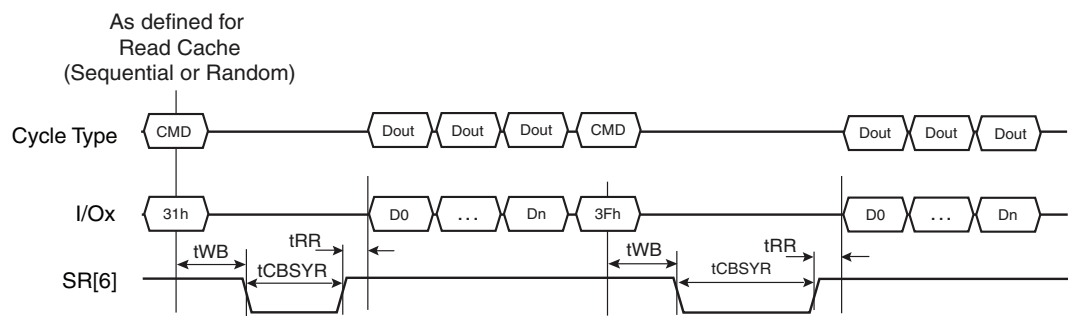 As defined for
Read Cache
(Sequential or Random)
Cycle Type CMD Dout Dout Dout CMD Dout Dout Dout
I/Ox 31h D0 ... Dn 3Fh D0 ... Dn
tWB tRR tWB tRR
tCBSYR tCBSYR
SR[6]